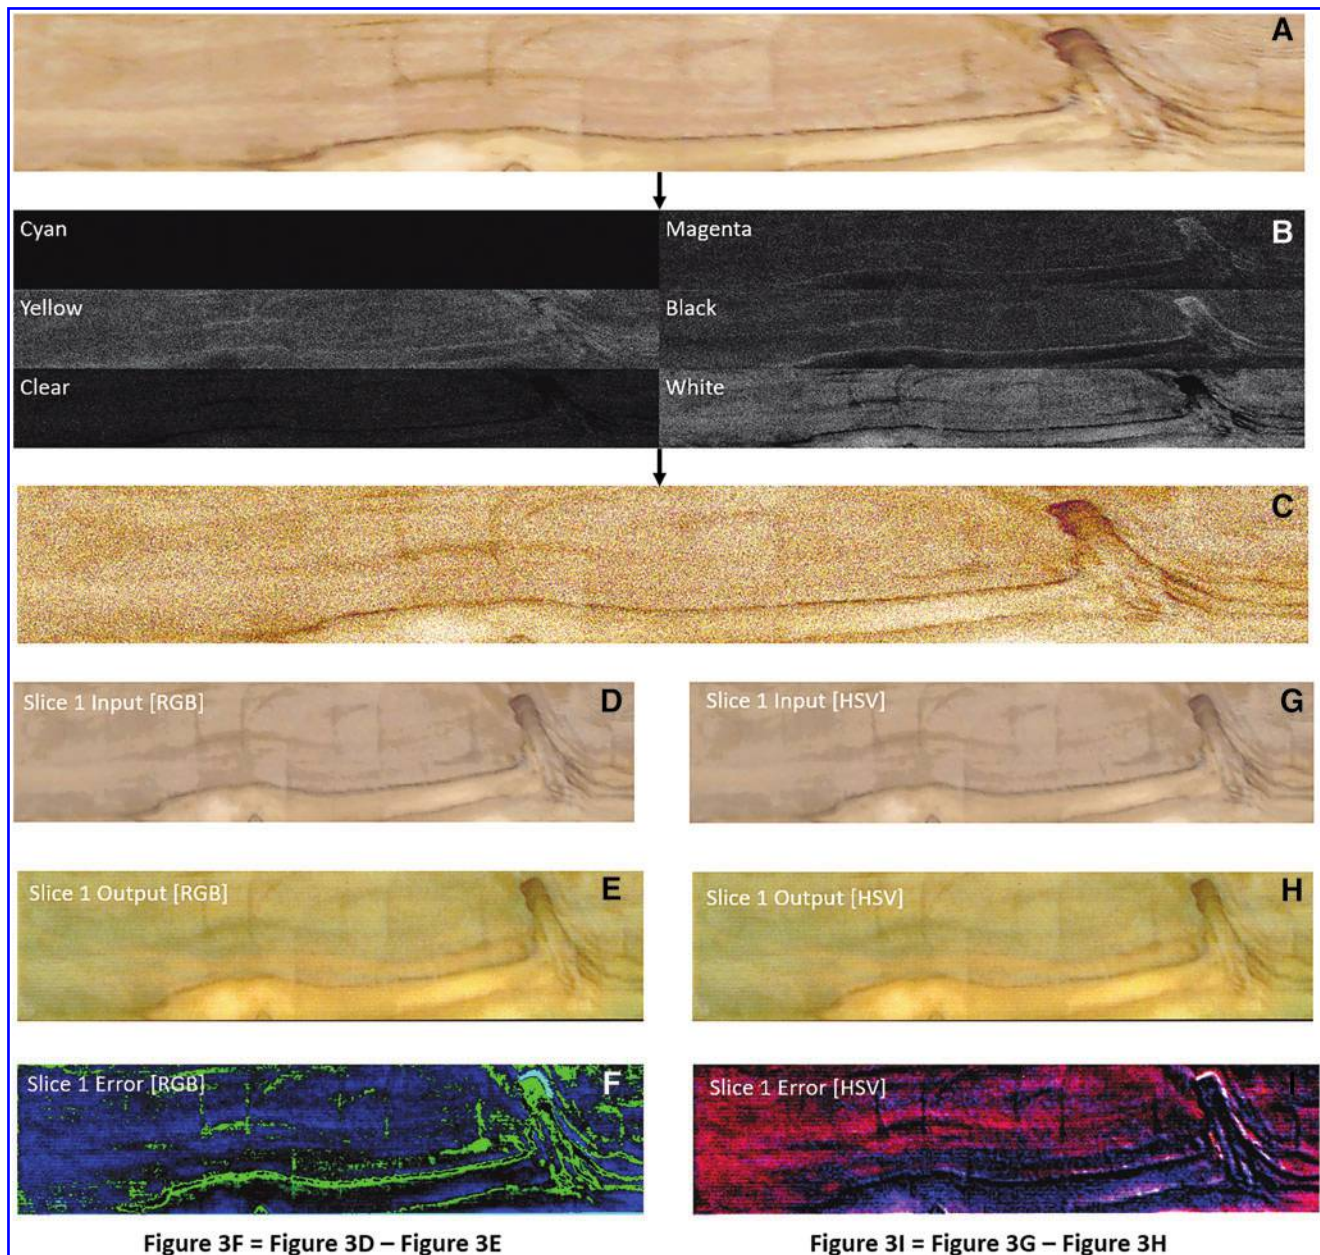 A
Cyan
Magenta
B
Yellow
Black
Clear
White
C
Slice 1 Input [RGB]
D
Slice 1 Input [HSV]
G
Slice 1 Output [RGB]
E
Slice 1 Output [HSV]
H
Slice 1 Error [RGB]
F
Slice 1 Error [HSV]
I
Figure 3F = Figure 3D – Figure 3E
Figure 3I = Figure 3G – Figure 3H